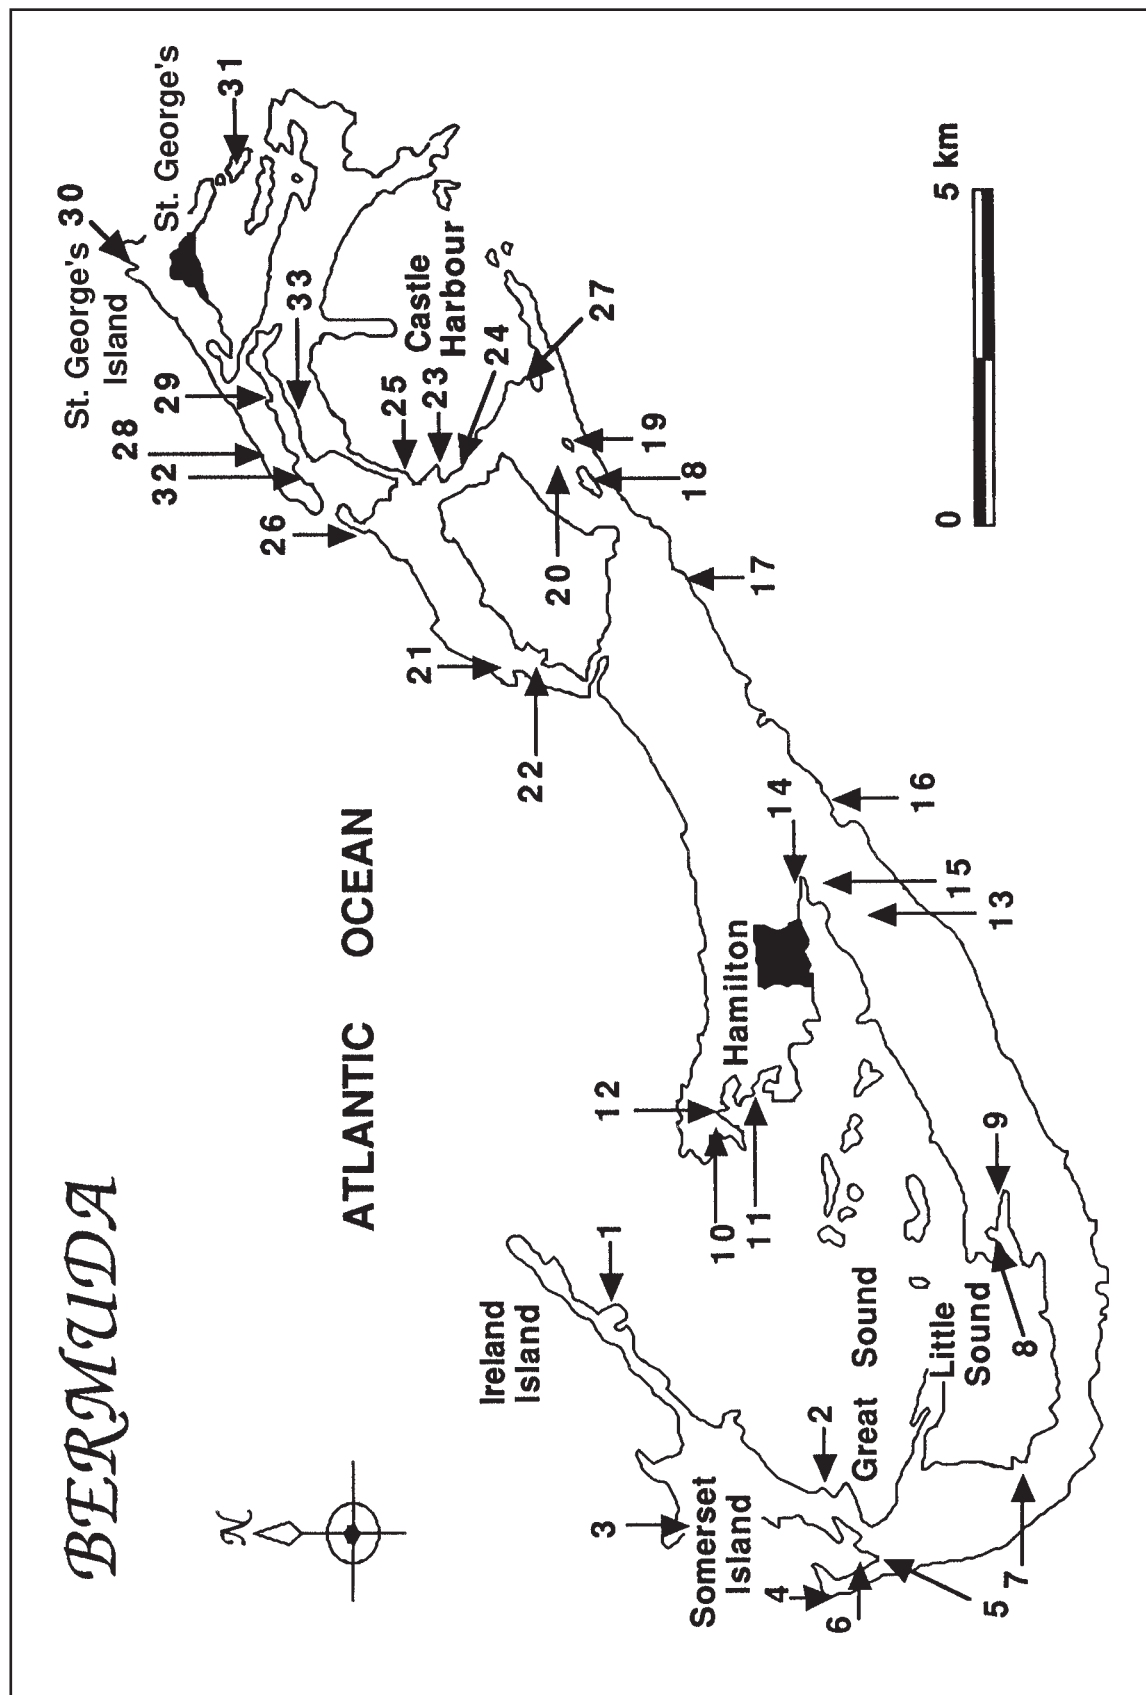 BERMUDA
N
ATLANTIC OCEAN
St. George's
Island
St. George's
Castle
Harbour
Ireland
Island
Somerset
Island
Great Sound
Little
Sound
Hamilton
1
2
3
4
5
6
7
8
9
10
11
12
13
14
15
16
17
18
19
20
21
22
23
24
25
26
27
28
29
30
31
32
33
0
5 km